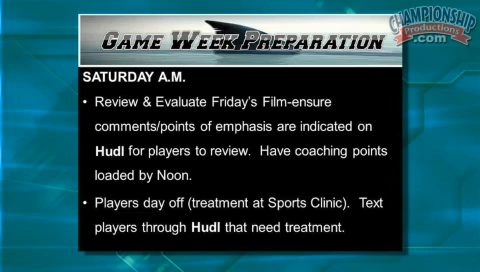 GAME WEEK PREPARATION
CHAMPIONSHIP
Productions
.com
SATURDAY A.M.
• Review & Evaluate Friday's Film-ensure
comments/points of emphasis are indicated on
Hudl for players to review. Have coaching points
loaded by Noon.
• Players day off (treatment at Sports Clinic). Text
players through Hudl that need treatment.